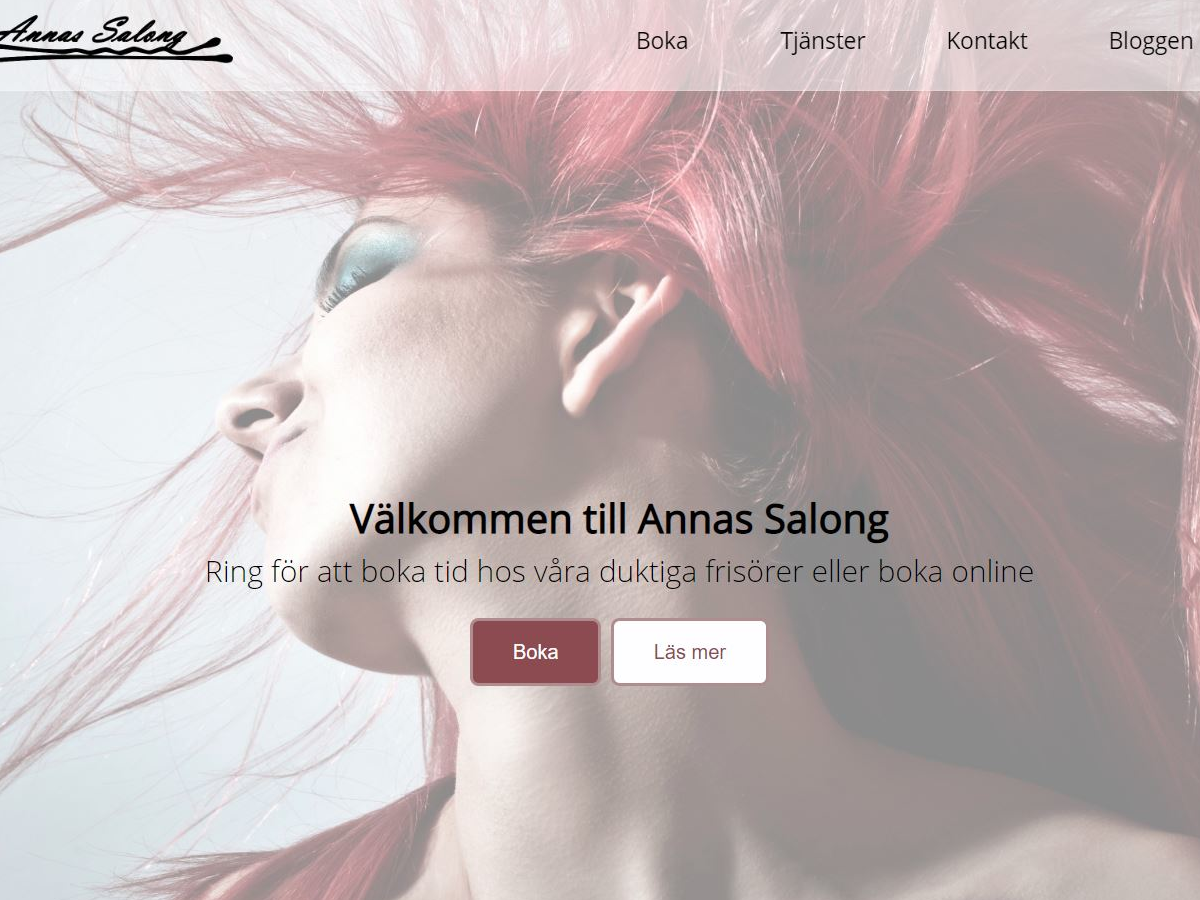 Annas Salong
Boka Tjänster Kontakt Bloggen
Välkommen till Annas Salong
Ring för att boka tid hos våra duktiga frisörer eller boka online
Boka Läs mer